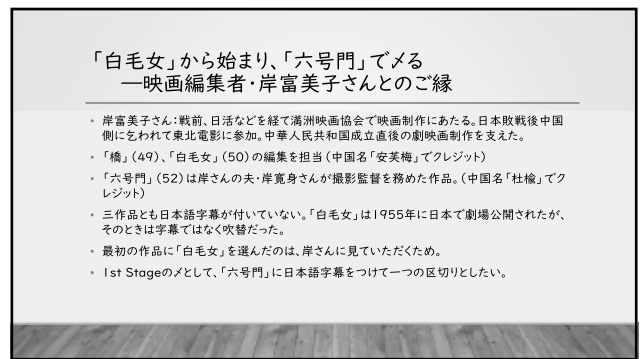 「白毛女」から始まり、「六号門」で〆る
―映画編集者・岸富美子さんとのご縁
• 岸富美子さん：戦前、日活などを経て満洲映画協会で映画制作にあたる。日本敗戦後中国
側に乞われて東北電影に参加。中華人民共和国成立直後の劇映画制作を支えた。
• 「橋」(49)、「白毛女」(50)の編集を担当(中国名「安芙梅」でクレジット)
• 「六号門」(52)は岸さんの夫・岸寛身さんが撮影監督を務めた作品。(中国名「杜楡」でク
レジット)
• 三作品とも日本語字幕が付いていない。「白毛女」は1955年に日本で劇場公開されたが、
そのときは字幕ではなく吹替だった。
• 最初の作品に「白毛女」を選んだのは、岸さんに見ていただくため。
• 1st Stageの〆として、「六号門」に日本語字幕をつけて一つの区切りとしたい。